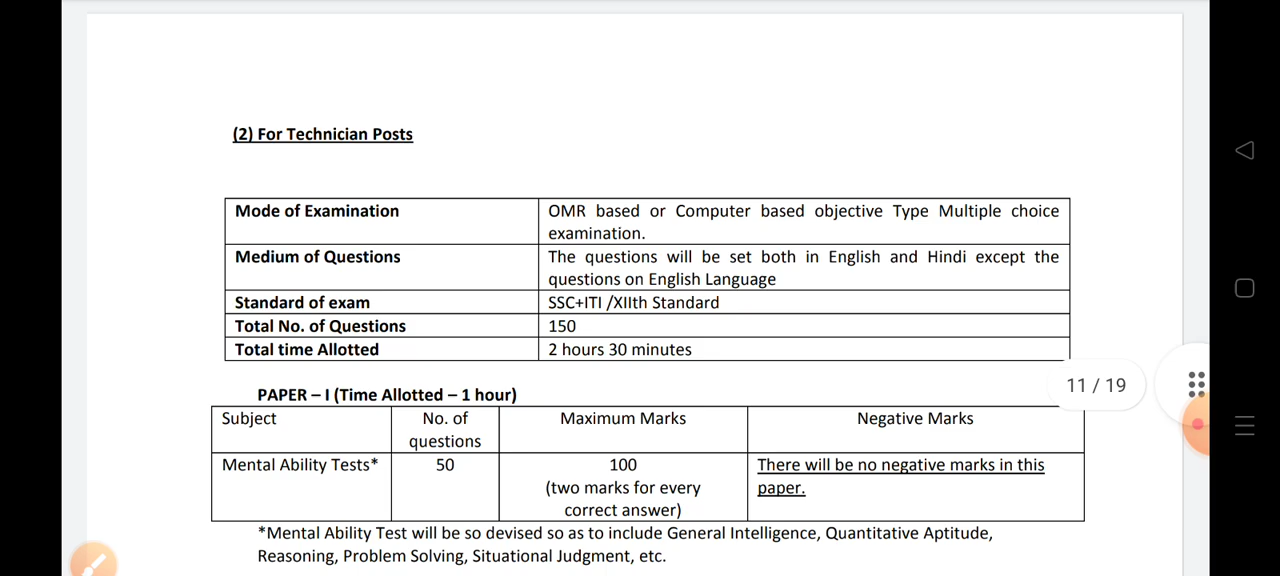 (2) For Technician Posts
Mode of Examination
OMR based or Computer based objective Type Multiple choice
examination.
Medium of Questions
The questions will be set both in English and Hindi except the
questions on English Language
Standard of exam
SSC+ITI /XIIth Standard
Total No. of Questions
150
Total time Allotted
2 hours 30 minutes
PAPER – I (Time Allotted – 1 hour)
11 / 19
Subject
No. of
questions
Maximum Marks
Negative Marks
Mental Ability Tests*
50
100
(two marks for every
correct answer)
There will be no negative marks in this
paper.
*Mental Ability Test will be so devised so as to include General Intelligence, Quantitative Aptitude,
Reasoning, Problem Solving, Situational Judgment, etc.